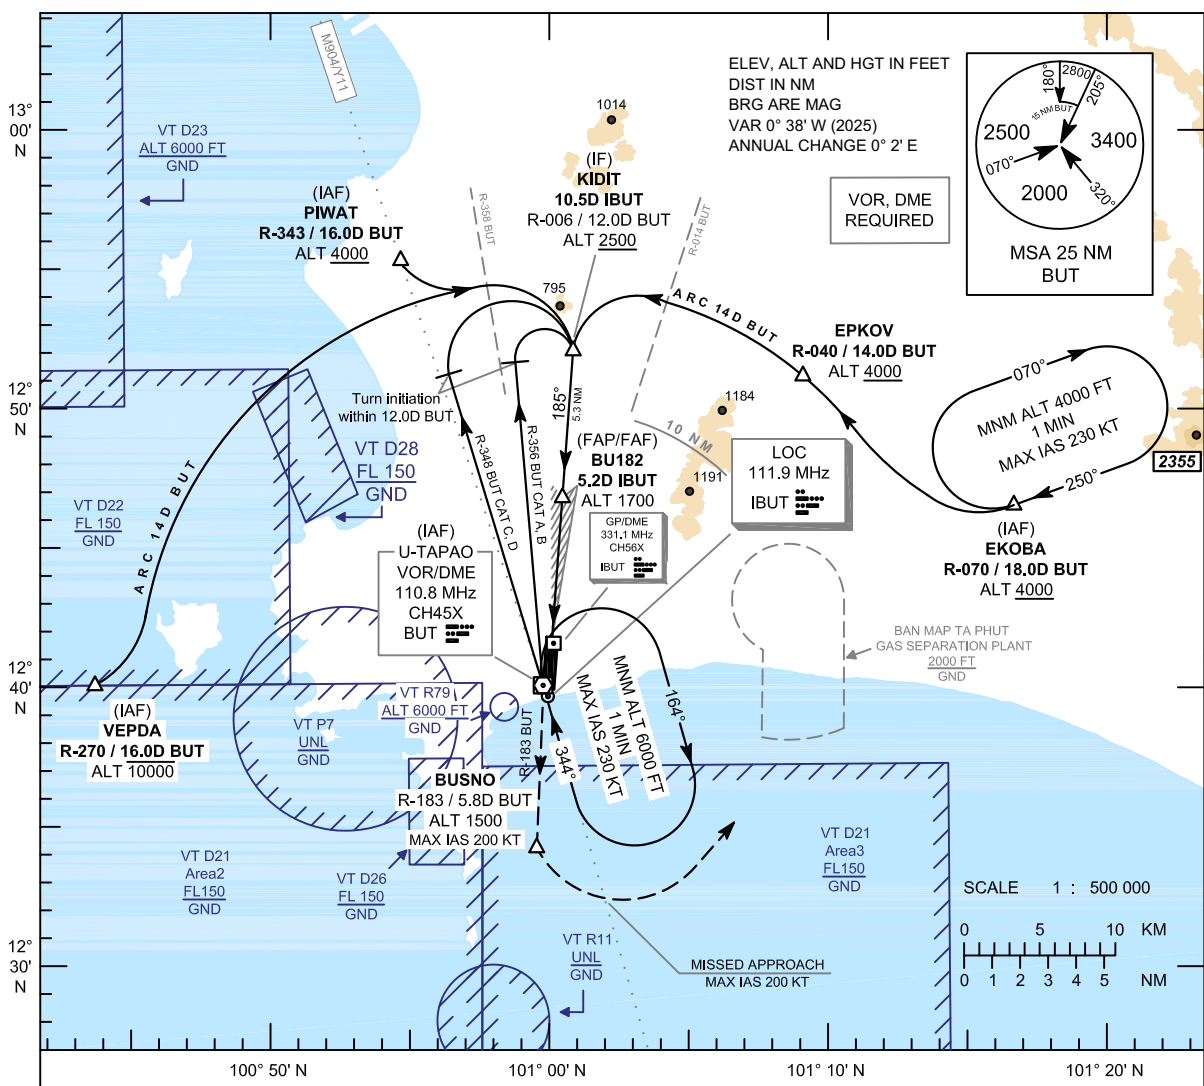 M904/Y11
ELEV, ALT AND HGT IN FEET
DIST IN NM
BRG ARE MAG
VAR 0° 38' W (2025)
ANNUAL CHANGE 0° 2' E
VOR, DME
REQUIRED
180°
2800
205°
15 NM BUT
2500
3400
070°
2000
320°
MSA 25 NM
BUT
13°
00'
N
VT D23
ALT 6000 FT
GND
1014
(IF)
KIDIT
10.5D IBUT
R-006 / 12.0D BUT
ALT 2500
(IAF)
PIWAT
R-343 / 16.0D BUT
ALT 4000
R-358 BUT
R-014 BUT
795
ARC 14D BUT
EPKOV
R-040 / 14.0D BUT
ALT 4000
070°
MNM ALT 4000 FT
1 MIN
MAX IAS 230 KT
250°
2355
12°
50'
N
Turn initiation
within 12.0D BUT
185°
5.3 NM
1184
10 NM
1191
R-348 BUT CAT C, D
R-356 BUT CAT A, B
(FAP/FAF)
BU182
5.2D IBUT
ALT 1700
LOC
111.9 MHz
IBUT
GP/DME
331.1 MHz
CH56X
IBUT
VT D28
FL 150
GND
VT D22
FL 150
GND
ARC 14D BUT
(IAF)
U-TAPAO
VOR/DME
110.8 MHz
CH45X
BUT
(IAF)
EKOBA
R-070 / 18,0D BUT
ALT 4000
BAN MAP TA PHUT
GAS SEPARATION PLANT
2000 FT
GND
12°
40'
N
(IAF)
VEPDA
R-270 / 16.0D BUT
ALT 10000
VT P7
UNL
GND
VT R79
ALT 6000 FT
GND
R-183 BUT
344°
MNM ALT 6000 FT
1 MIN
MAX IAS 230 KT
164°
BUSNO
R-183 / 5.8D BUT
ALT 1500
MAX IAS 200 KT
VT D21
Area2
FL150
GND
VT D26
FL 150
GND
VT D21
Area3
FL150
GND
VT R11
UNL
GND
MISSED APPROACH
MAX IAS 200 KT
SCALE 1 : 500 000
0 5 10 KM
0 1 2 3 4 5 NM
12°
30'
N
100° 50' N
101° 00' N
101° 10' N
101° 20' N